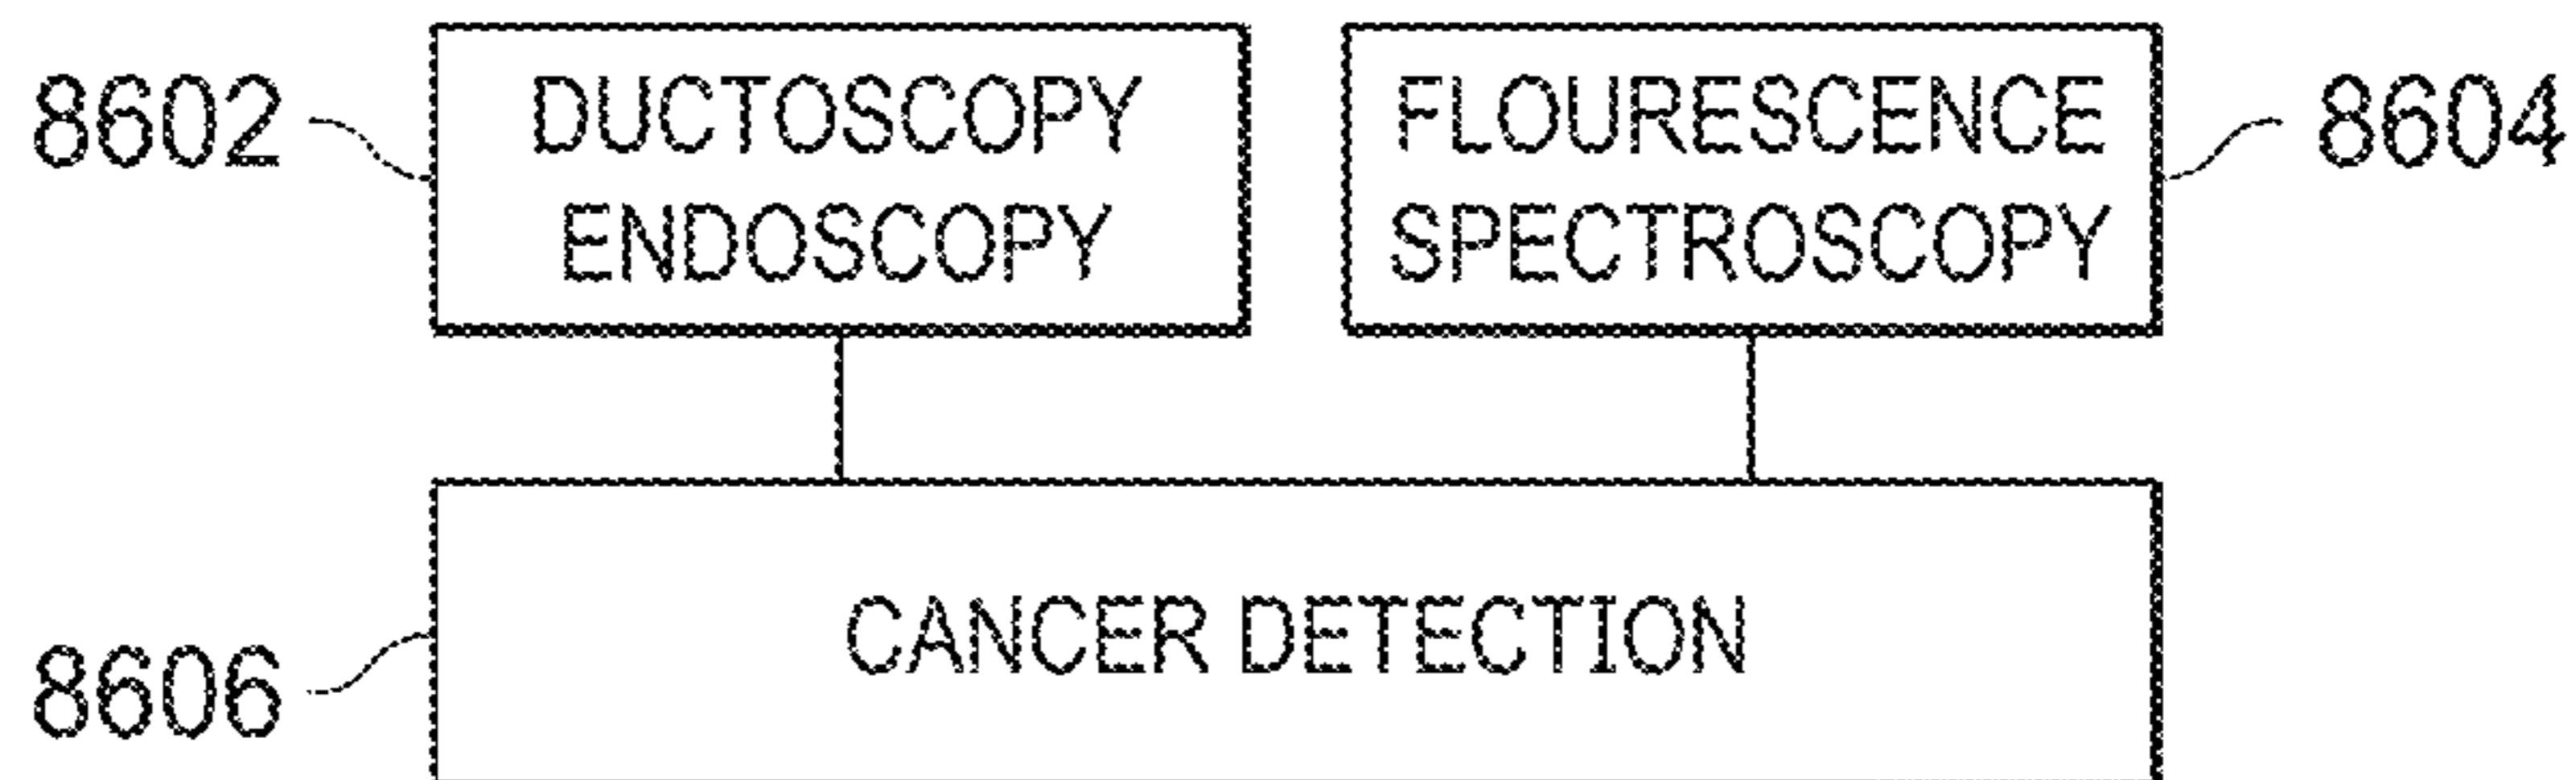 8602
DUCTOSCOPY
ENDOSCOPY
FLOURESCENCE
SPECTROSCOPY
8604
8606
CANCER DETECTION